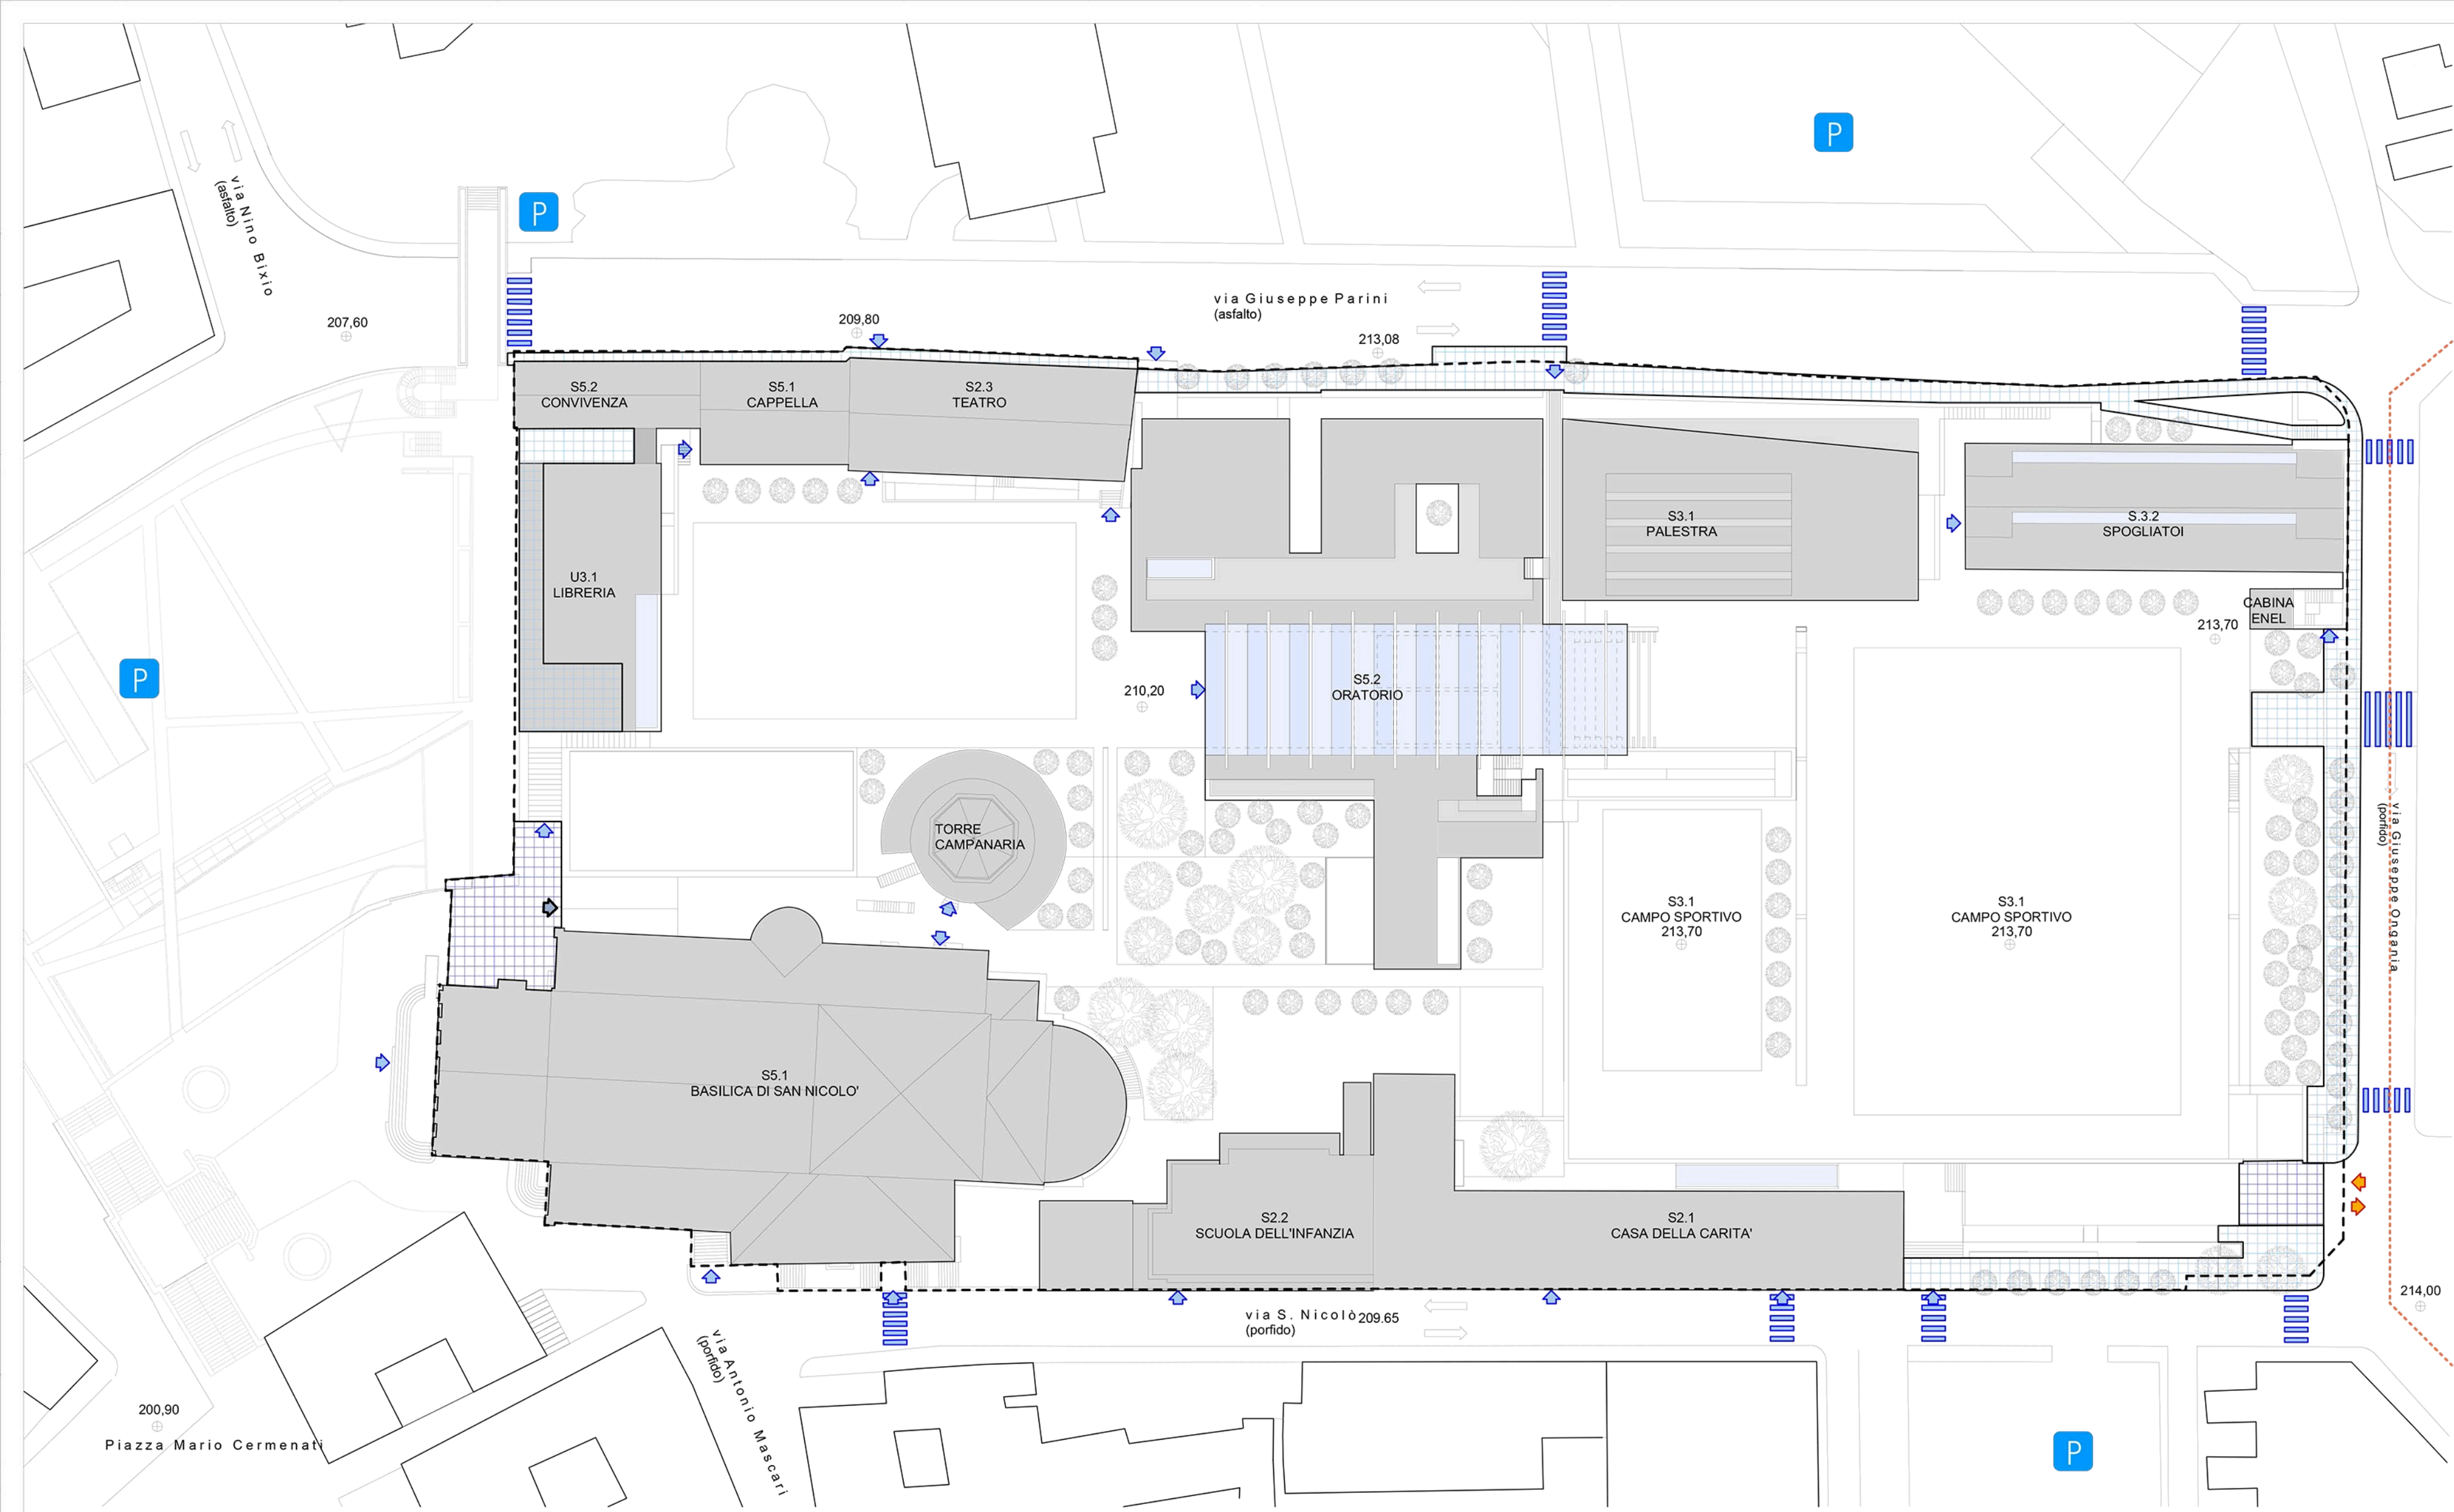 P
P
via Nino Bixio
(asfalto)
207,60
209,80
via Giuseppe Parini
(asfalto)
213,08
S5.2
CONVIVENZA
S5.1
CAPPELLA
S2.3
TEATRO
S3.1
PALESTRA
S.3.2
SPOGLIATOI
U3.1
LIBRERIA
CABINA
ENEL
213,70
P
210,20
S5.2
ORATORIO
TORRE
CAMPANARIA
via Giuseppe Ongania
(porfido)
S3.1
CAMPO SPORTIVO
213,70
S3.1
CAMPO SPORTIVO
213,70
S5.1
BASILICA DI SAN NICOLO'
S2.2
SCUOLA DELL'INFANZIA
S2.1
CASA DELLA CARITA'
214,00
via S. Nicolò 209.65
(porfido)
via Antonio Mascari
(porfido)
200,90
Piazza Mario Cermenati
P